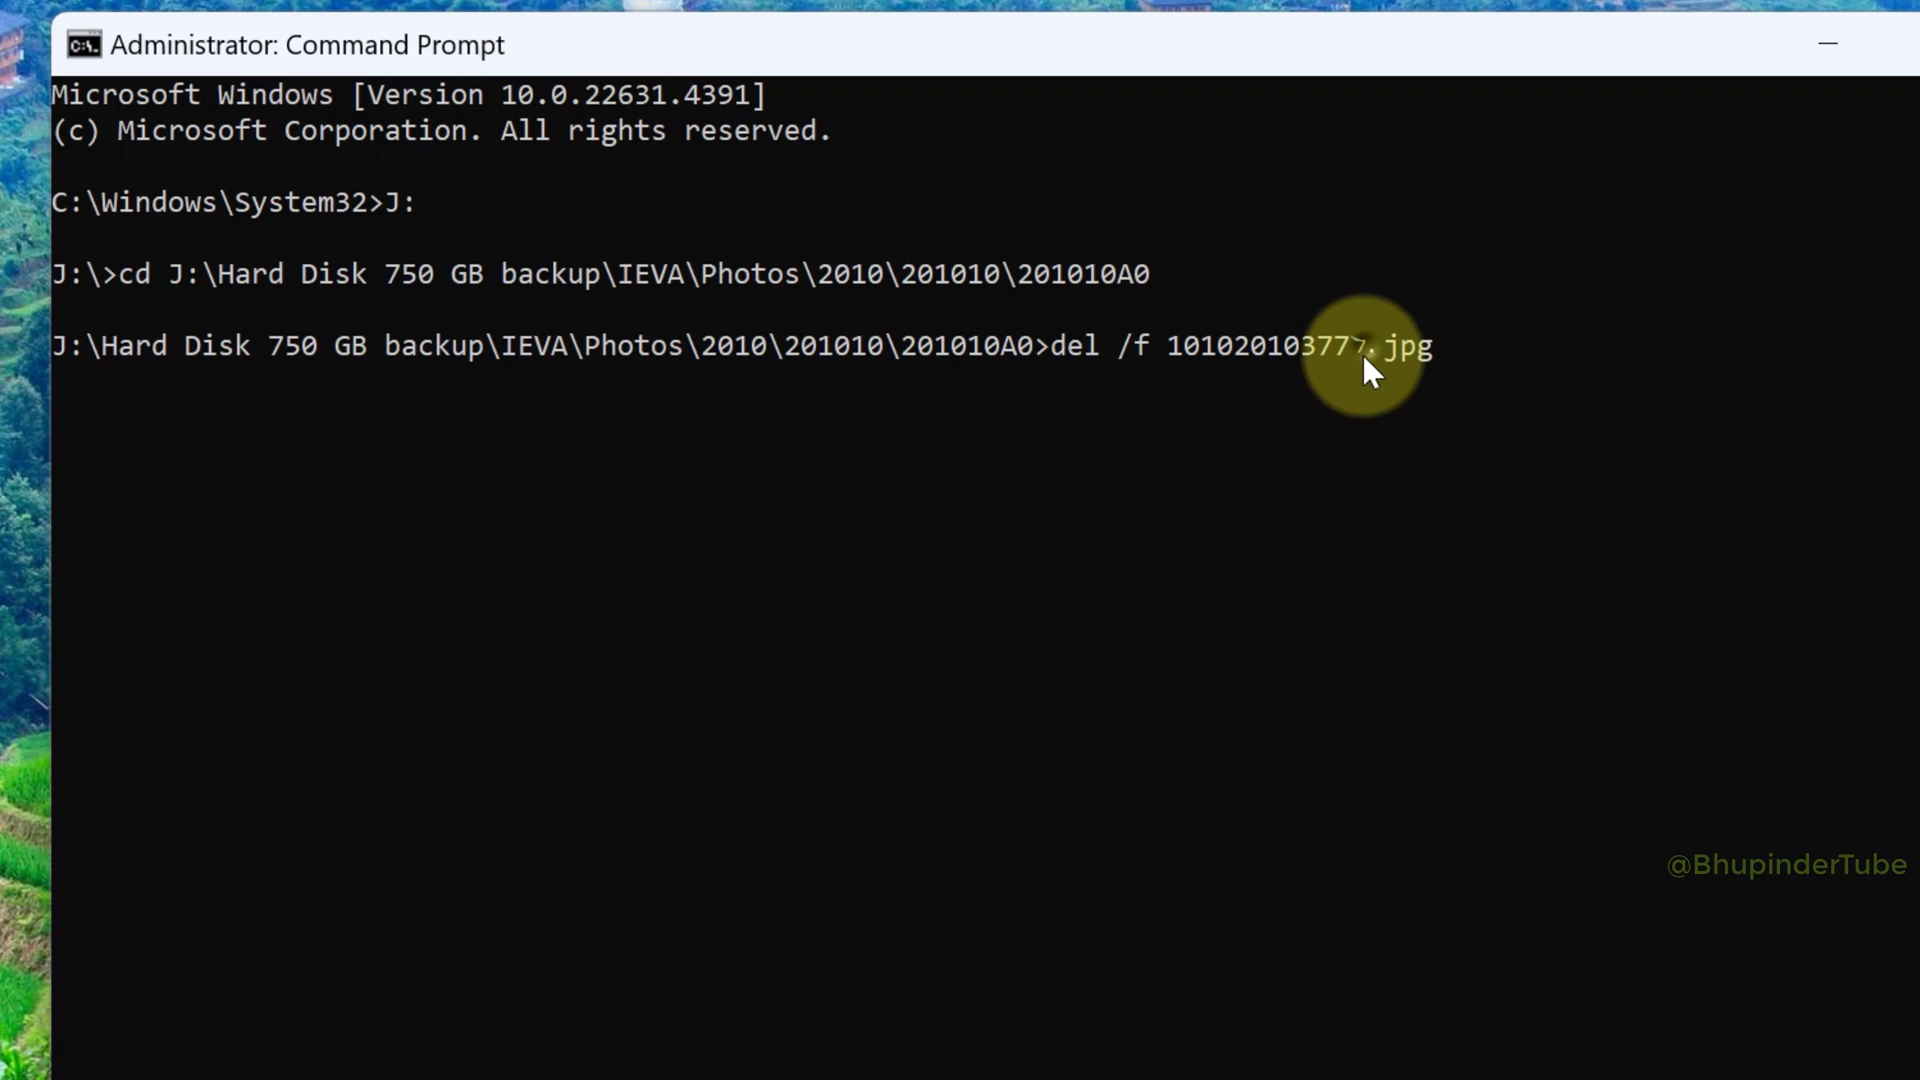 Administrator: Command Prompt
Microsoft Windows [Version 10.0.22631.4391]
(c) Microsoft Corporation. All rights reserved.
C:\Windows\System32>J:
J:\>cd J:\Hard Disk 750 GB backup\IEVA\Photos\2010\201010\201010A0
J:\Hard Disk 750 GB backup\IEVA\Photos\2010\201010\201010A0>del /f 101020103777.jpg
@BhupinderTube